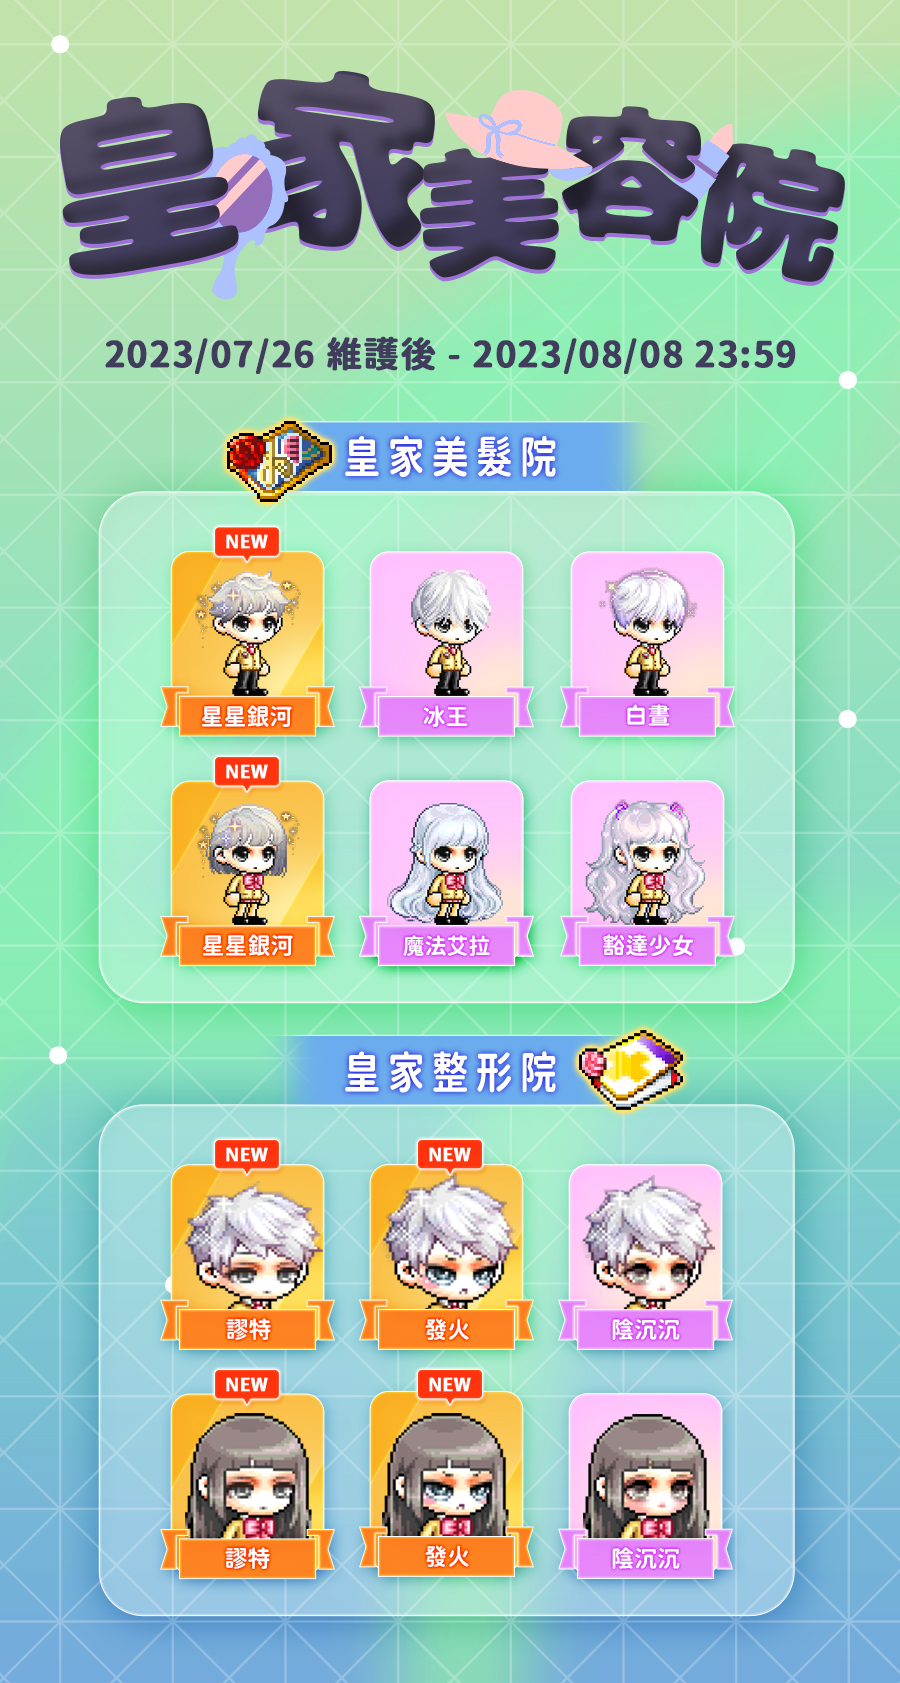 皇家美容院
2023/07/26 維護後 - 2023/08/08 23:59
皇家美髮院
NEW
星星銀河
冰王
白晝
NEW
星星銀河
魔法艾拉
豁達少女
皇家整形院
NEW
NEW
謬特
發火
陰沉沉
NEW
NEW
謬特
發火
陰沉沉